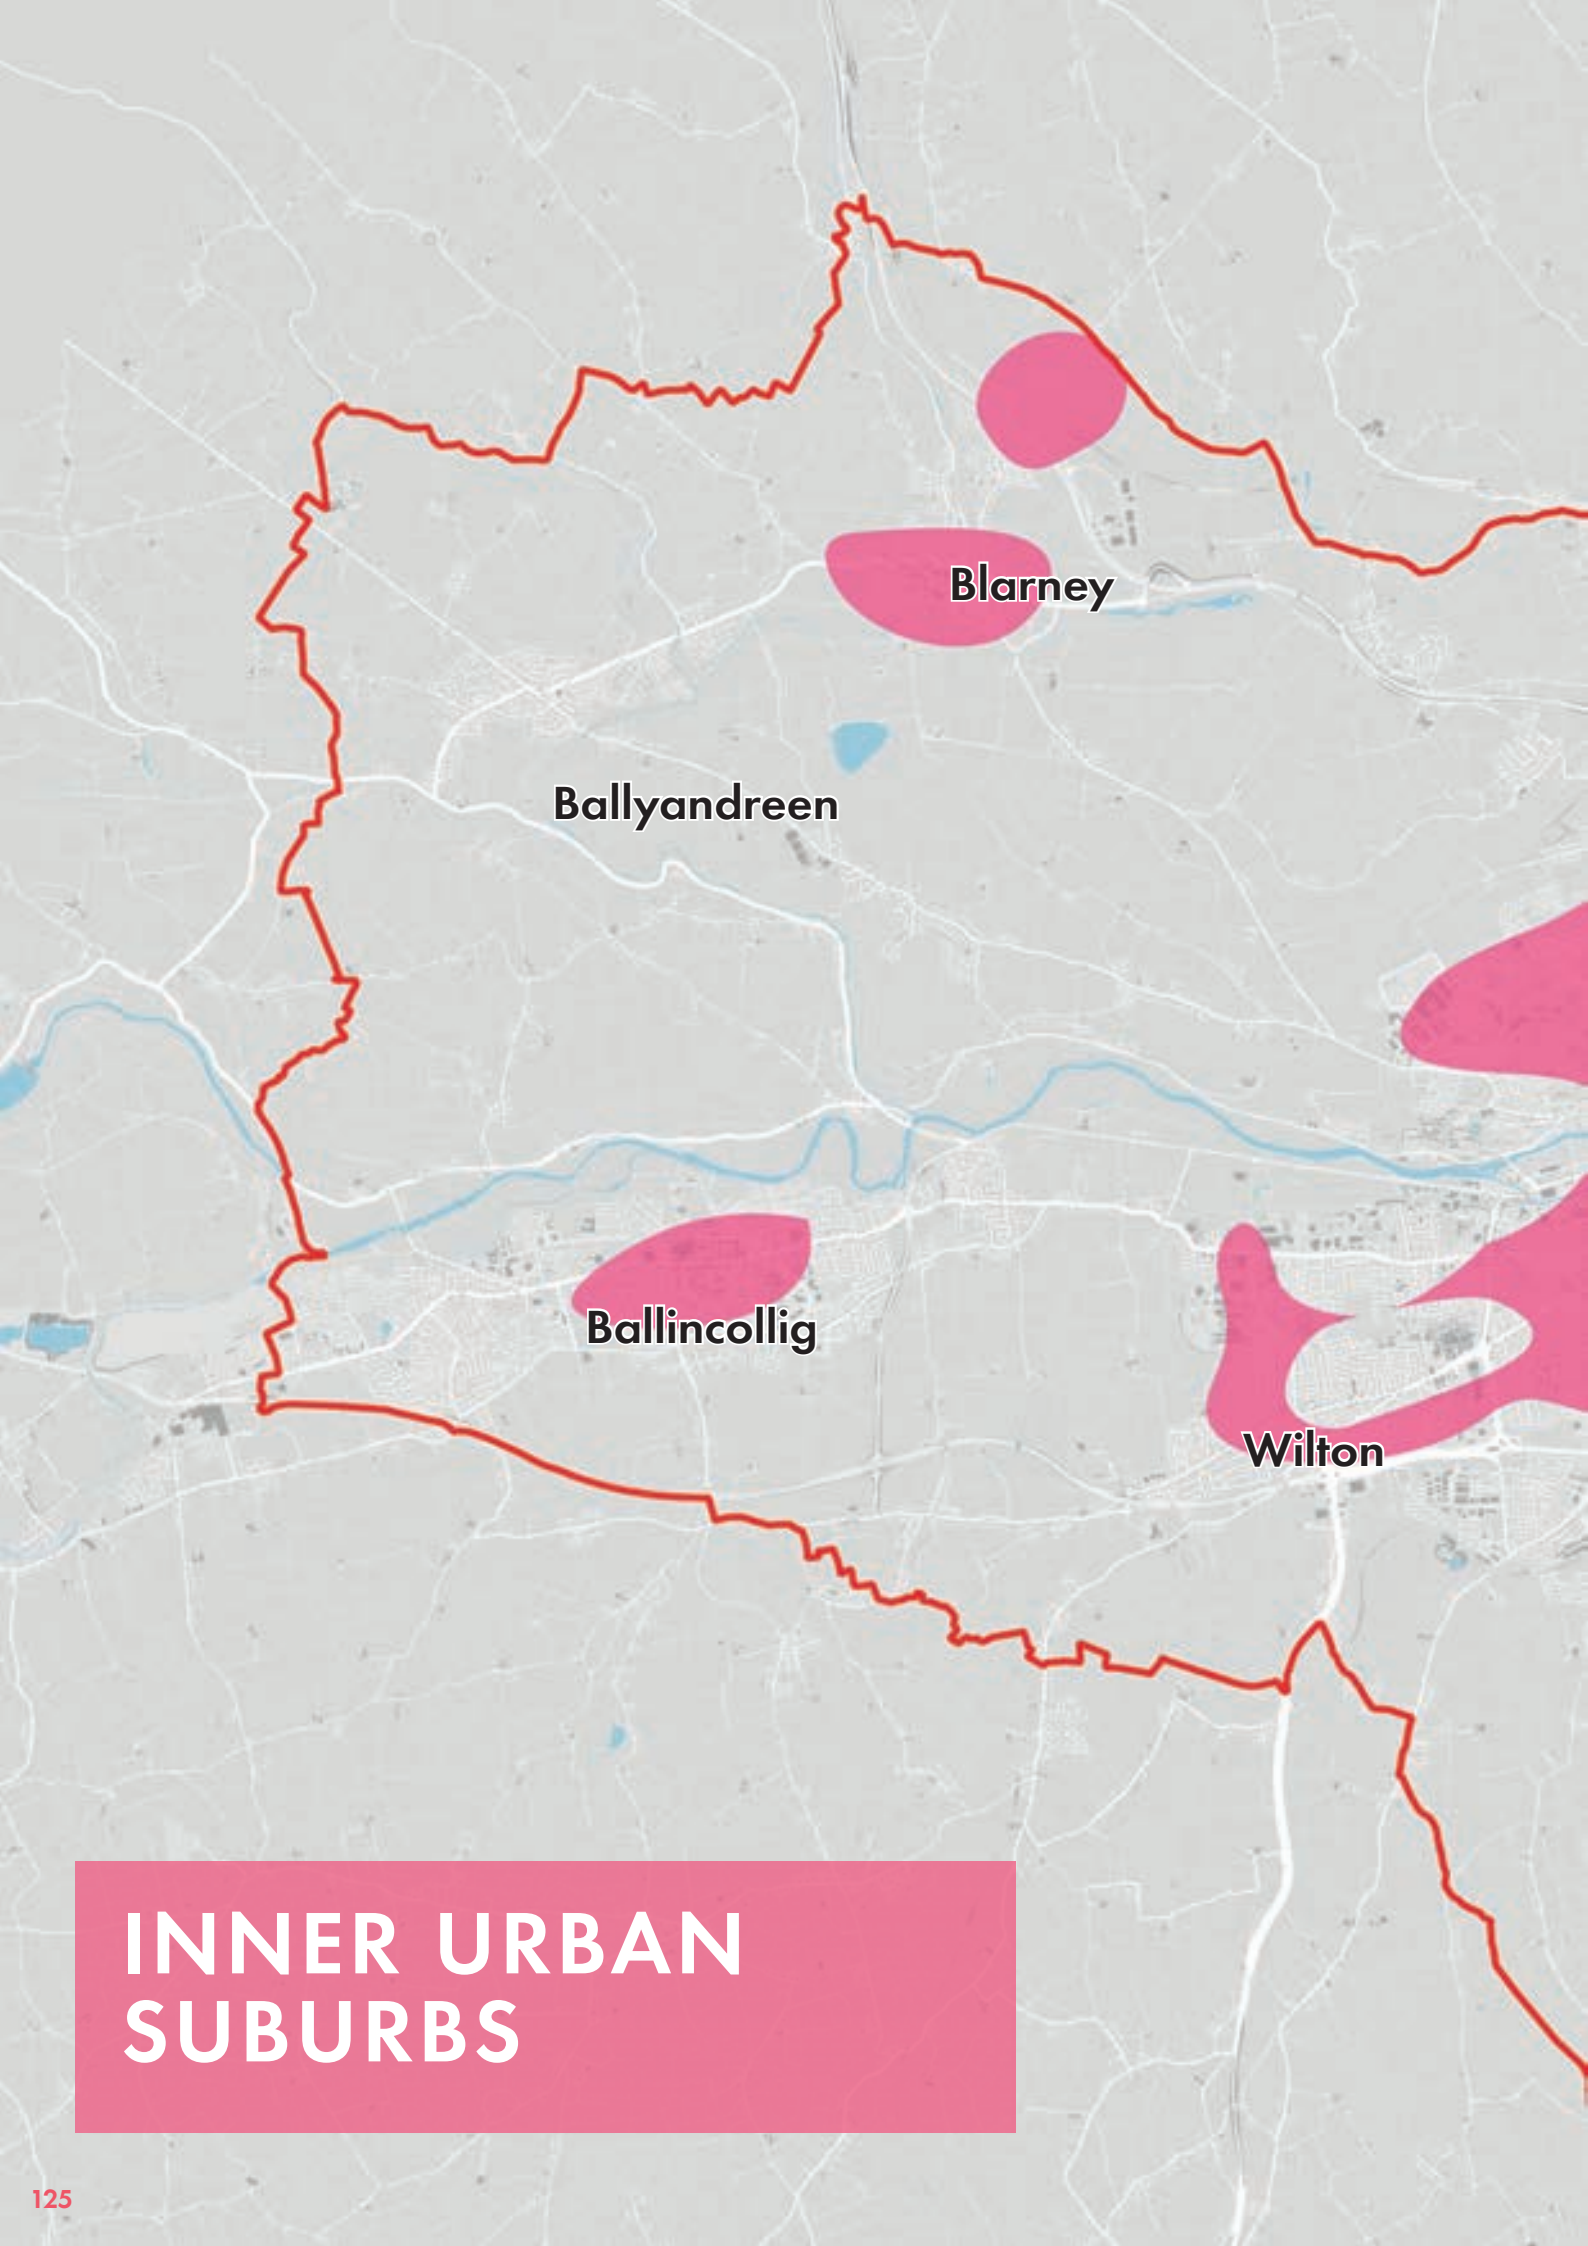 Blarney
Ballyandreen
Ballincollig
Wilton
INNER URBAN
SUBURBS
125